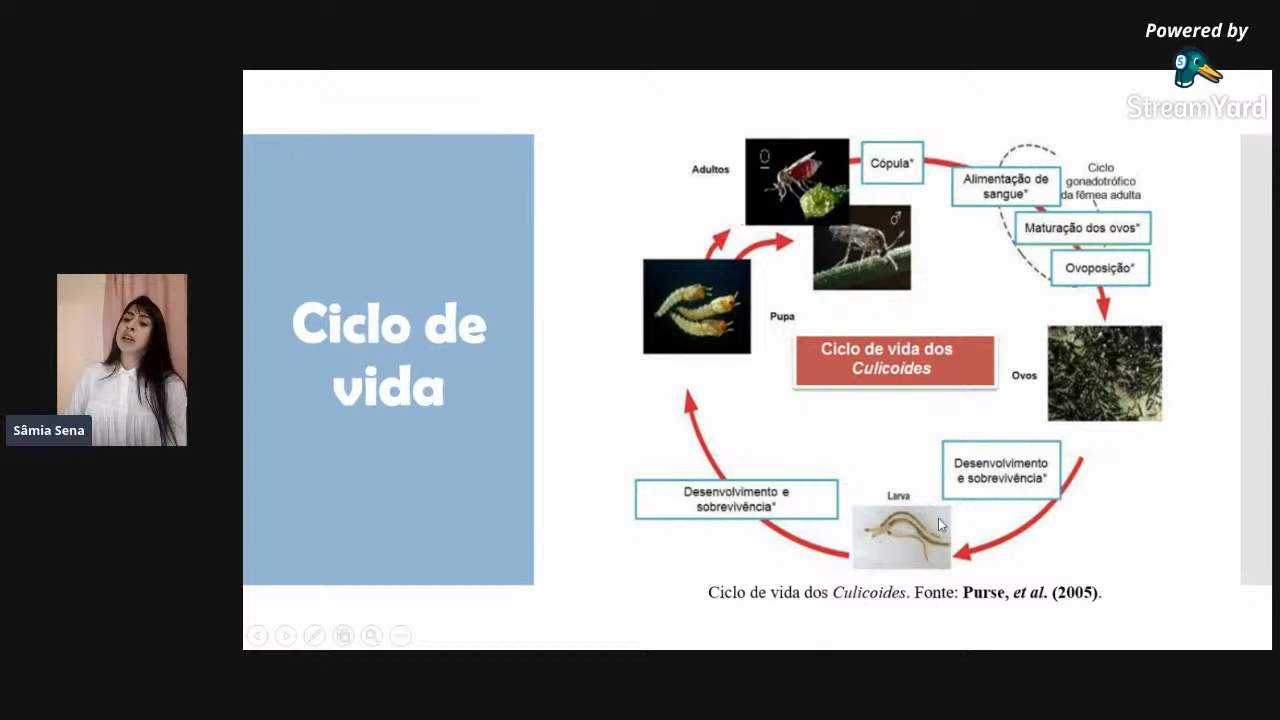 Powered by
StreamYard
Sâmia Sena
Ciclo de
vida
Adultos
Cópula*
Alimentação de
sangue*
Ciclo
gonadotrófico
da fêmea adulta
Maturação dos ovos*
Ovoposição*
Pupa
Ciclo de vida dos
Culicoides
Ovos
Desenvolvimento
e sobrevivência*
Larva
Desenvolvimento e
sobrevivência*
Ciclo de vida dos Culicoides. Fonte: Purse, et al. (2005).